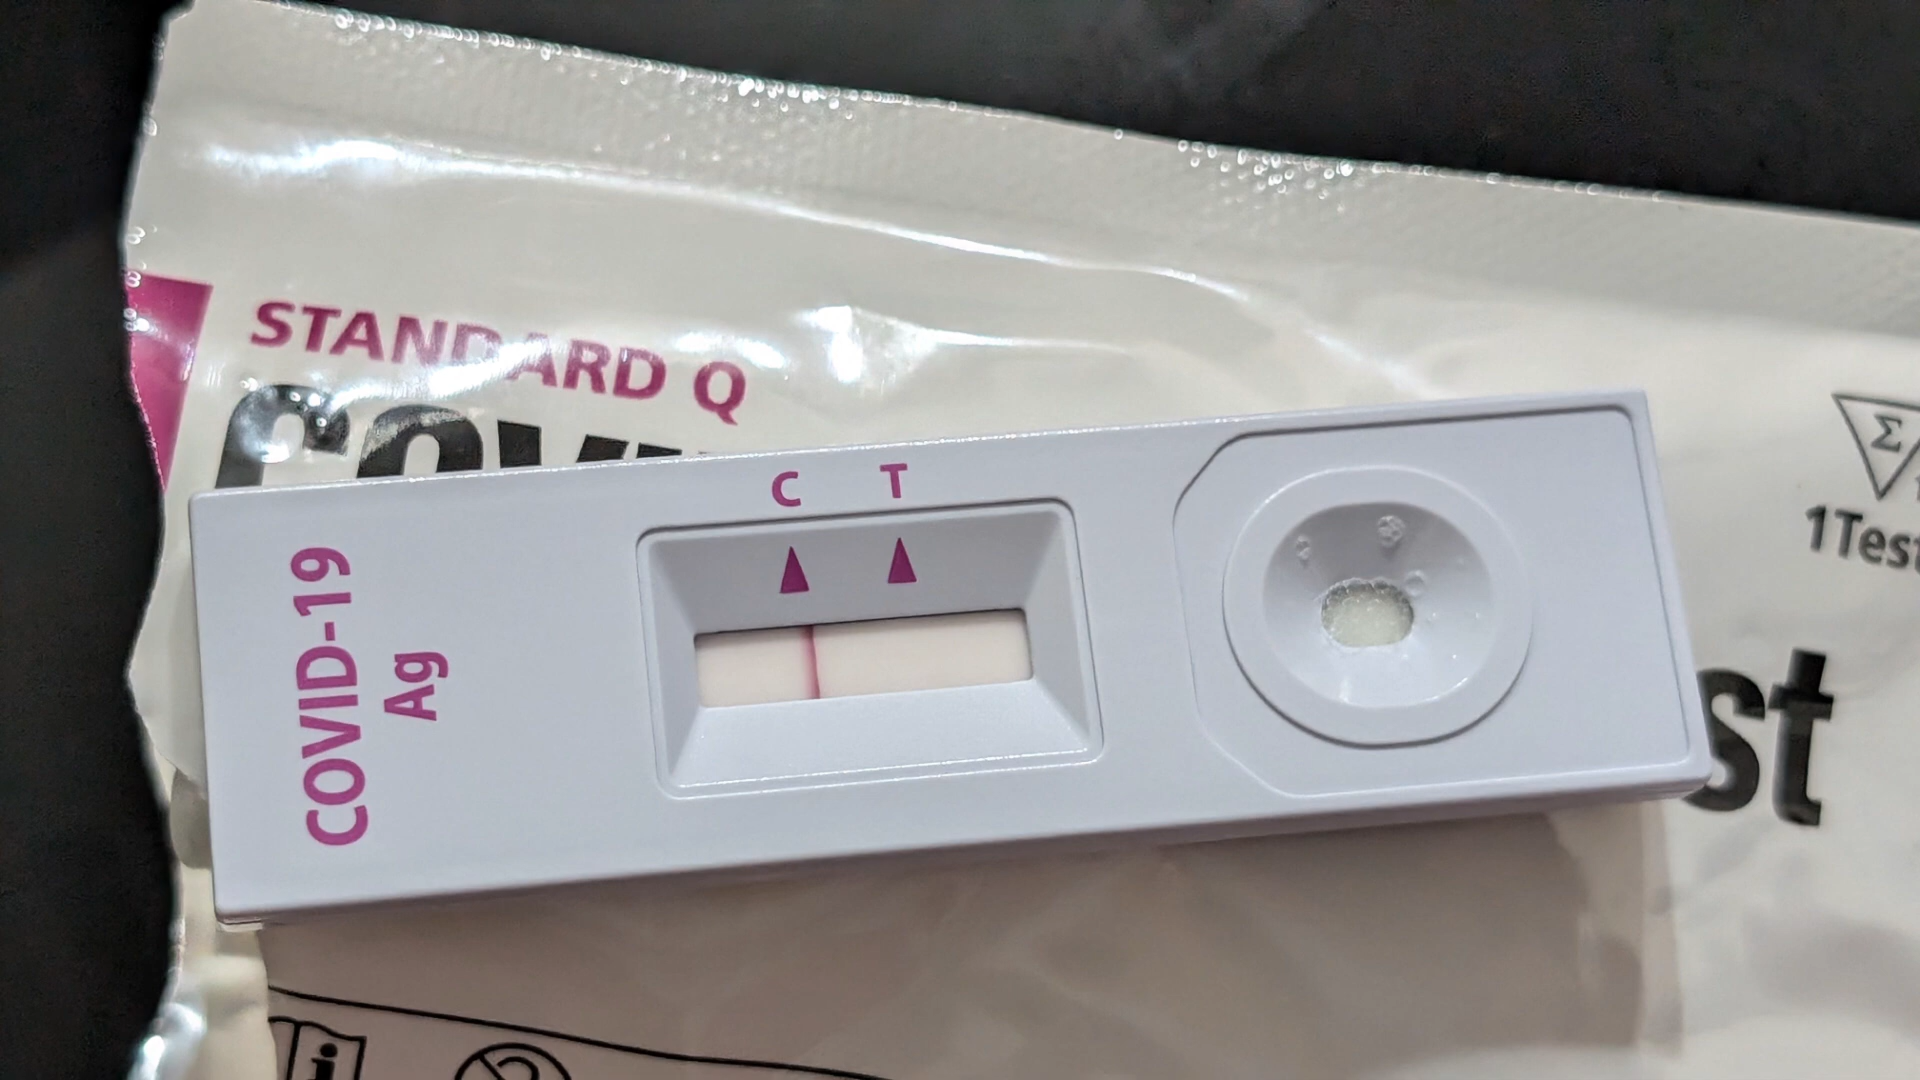 STANDARD Q
C T
COVID-19
Ag
Σ
1Test
st
i